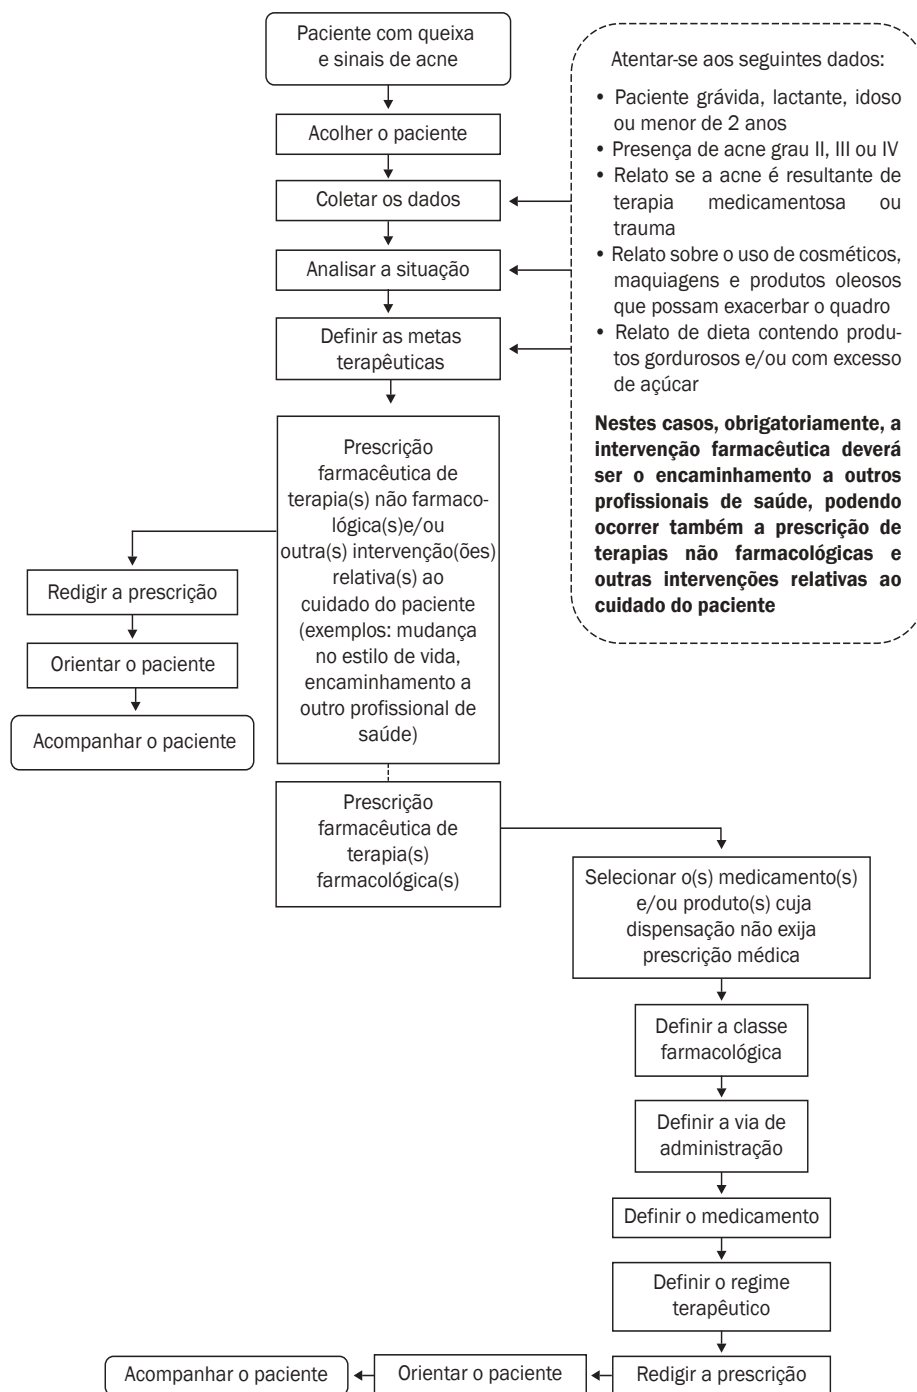 Paciente com queixa
e sinais de acne
Acolher o paciente
Coletar os dados
Analisar a situação
Definir as metas
terapêuticas
Atentar-se aos seguintes dados:
• Paciente grávida, lactante, idoso
ou menor de 2 anos
• Presença de acne grau II, III ou IV
• Relato se a acne é resultante de
terapia medicamentosa ou
trauma
• Relato sobre o uso de cosméticos,
maquiagens e produtos oleosos
que possam exacerbar o quadro
• Relato de dieta contendo produ-
tos gordurosos e/ou com excesso
de açúcar
Nestes casos, obrigatoriamente, a
intervenção farmacêutica deverá
ser o encaminhamento a outros
profissionais de saúde, podendo
ocorrer também a prescrição de
terapias não farmacológicas e
outras intervenções relativas ao
cuidado do paciente
Prescrição
farmacêutica de
terapia(s) não farmaco-
lógica(s)e/ou
outra(s) intervenção(ões)
relativa(s) ao
cuidado do paciente
(exemplos: mudança
no estilo de vida,
encaminhamento a
outro profissional de
saúde)
Redigir a prescrição
Orientar o paciente
Acompanhar o paciente
Prescrição
farmacêutica de
terapia(s)
farmacológica(s)
Selecionar o(s) medicamento(s)
e/ou produto(s) cuja
dispensação não exija
prescrição médica
Definir a classe
farmacológica
Definir a via de
administração
Definir o medicamento
Definir o regime
terapêutico
Redigir a prescrição
Orientar o paciente
Acompanhar o paciente